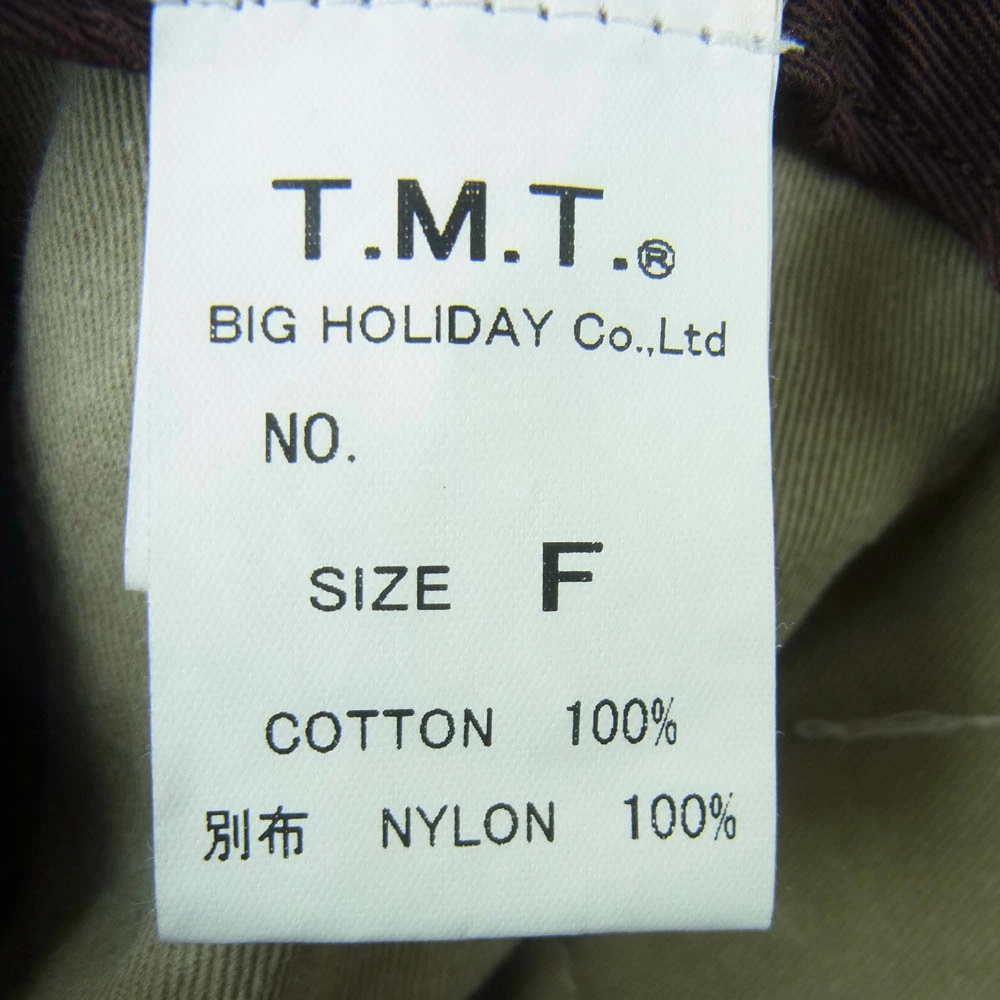 T.M.T.®
BIG HOLIDAY Co.,Ltd
NO.
SIZE F
COTTON 100%
別布 NYLON 100%